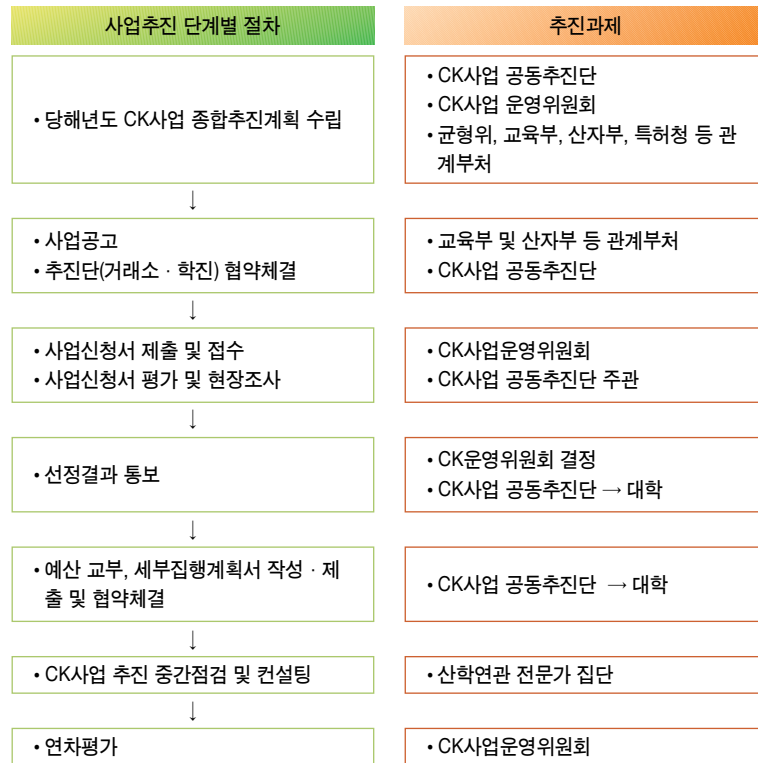 사업추진 단계별 절차
추진과제
• 당해년도 CK사업 종합추진계획 수립
• CK사업 공동추진단
• CK사업 운영위원회
• 균형위, 교육부, 산자부, 특허청 등 관
계부처
↓
• 사업공고
• 추진단(거래소 · 학진) 협약체결
• 교육부 및 산자부 등 관계부처
• CK사업 공동추진단
↓
• 사업신청서 제출 및 접수
• 사업신청서 평가 및 현장조사
• CK사업운영위원회
• CK사업 공동추진단 주관
↓
• 선정결과 통보
• CK운영위원회 결정
• CK사업 공동추진단 → 대학
↓
• 예산 교부, 세부집행계획서 작성 · 제
출 및 협약체결
• CK사업 공동추진단 → 대학
↓
• CK사업 추진 중간점검 및 컨설팅
• 산학연관 전문가 집단
↓
• 연차평가
• CK사업운영위원회